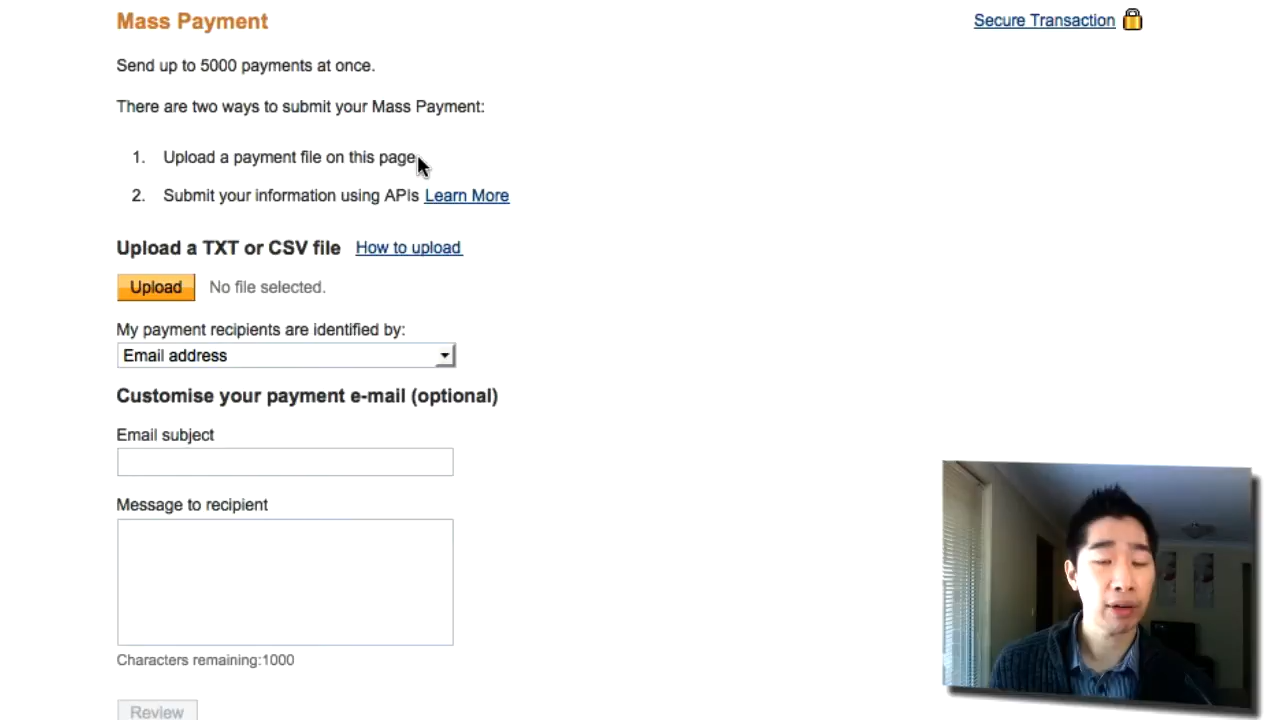 Mass Payment
Secure Transaction
Send up to 5000 payments at once.
There are two ways to submit your Mass Payment:
1. Upload a payment file on this page
2. Submit your information using APIs Learn More
Upload a TXT or CSV file How to upload
Upload No file selected.
My payment recipients are identified by:
Email address
Customise your payment e-mail (optional)
Email subject
Message to recipient
Characters remaining:1000
Review